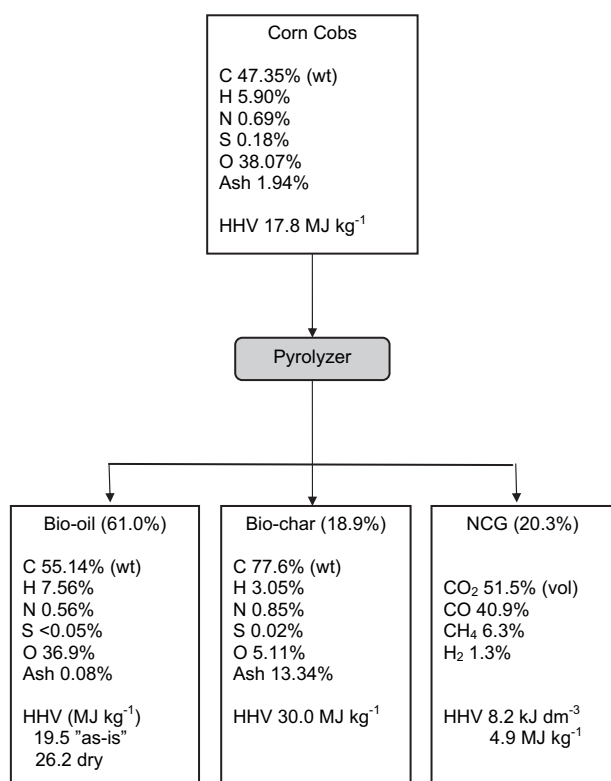 Corn Cobs
C 47.35% (wt)
H 5.90%
N 0.69%
S 0.18%
O 38.07%
Ash 1.94%
HHV 17.8 MJ kg⁻¹
Pyrolyzer
Bio-oil (61.0%)
C 55.14% (wt)
H 7.56%
N 0.56%
S <0.05%
O 36.9%
Ash 0.08%
HHV (MJ kg⁻¹)
19.5 "as-is"
26.2 dry
Bio-char (18.9%)
C 77.6% (wt)
H 3.05%
N 0.85%
S 0.02%
O 5.11%
Ash 13.34%
HHV 30.0 MJ kg⁻¹
NCG (20.3%)
CO₂ 51.5% (vol)
CO 40.9%
CH₄ 6.3%
H₂ 1.3%
HHV 8.2 kJ dm⁻³
4.9 MJ kg⁻¹